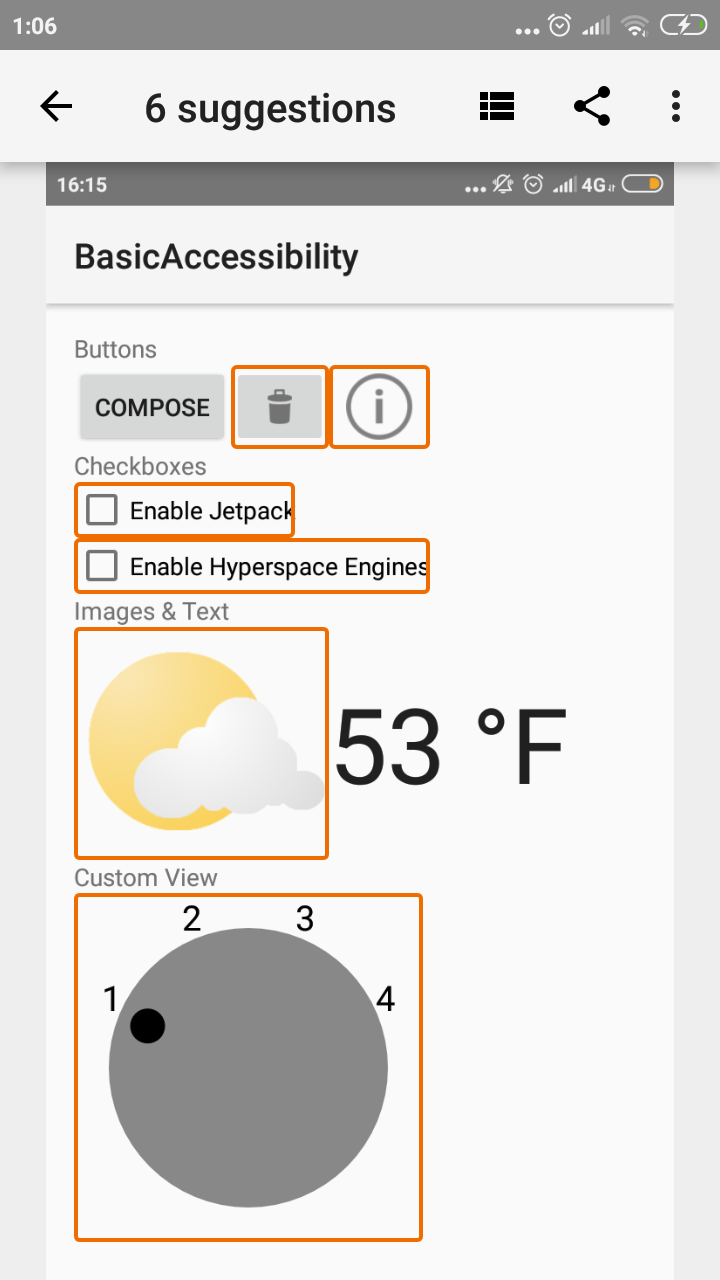 1:06
6 suggestions
16:15 4G
BasicAccessibility
Buttons
COMPOSE
Checkboxes
Enable Jetpack
Enable Hyperspace Engines
Images & Text
53 °F
Custom View
2 3
1 4